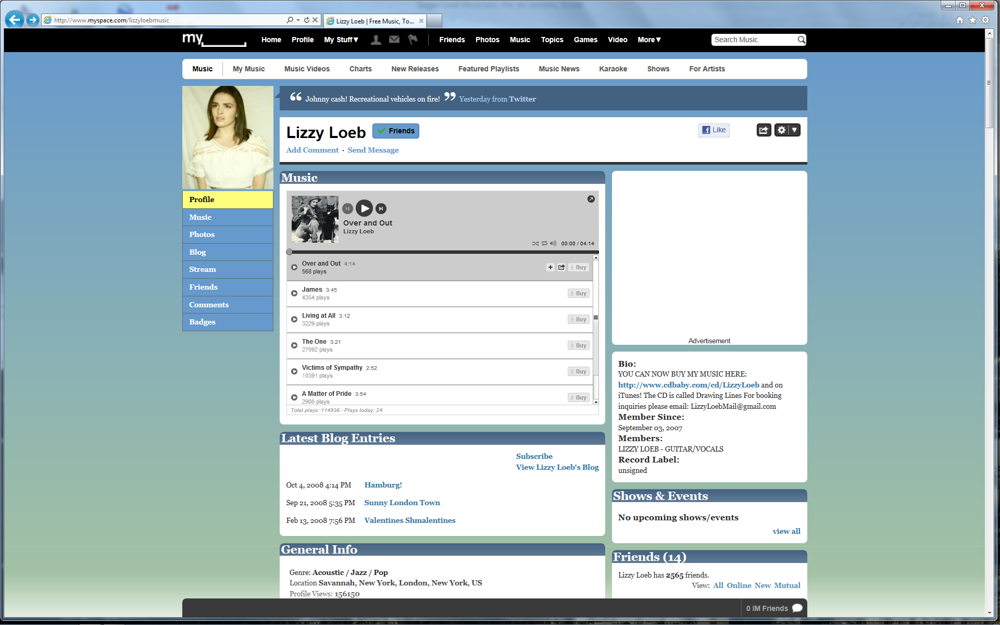 http://www.myspace.com/lizzyloebmusic
Lizzy Loeb | Free Music, To...
my
Home Profile My Stuff▼ Friends Photos Music Topics Games Video More▼ Search Music
Music My Music Music Videos Charts New Releases Featured Playlists Music News Karaoke Shows For Artists
“ Johnny cash! Recreational vehicles on fire! ” Yesterday from Twitter
Lizzy Loeb Friends Like
Add Comment · Send Message
Profile
Music
Photos
Blog
Stream
Friends
Comments
Badges
Music
Over and Out
Lizzy Loeb
00:00 / 04:14
Over and Out 4:14
568 plays
Buy
James 3:45
4354 plays
Buy
Living at All 3:12
3229 plays
Buy
The One 3:21
27092 plays
Buy
Victims of Sympathy 2:52
10391 plays
Buy
A Matter of Pride 3:54
2980 plays
Buy
Total plays: 114936 - Plays today: 24
Latest Blog Entries
Subscribe
View Lizzy Loeb's Blog
Oct 4, 2008 4:14 PM Hamburg!
Sep 21, 2008 5:35 PM Sunny London Town
Feb 13, 2008 7:56 PM Valentines Shmalentines
General Info
Genre: Acoustic / Jazz / Pop
Location Savannah, New York, London, New York, US
Profile Views: 156150
Advertisement
Bio:
YOU CAN NOW BUY MY MUSIC HERE:
http://www.cdbaby.com/cd/LizzyLoeb and on
iTunes! The CD is called Drawing Lines For booking
inquiries please email: LizzyLoebMail@gmail.com
Member Since:
September 03, 2007
Members:
LIZZY LOEB - GUITAR/VOCALS
Record Label:
unsigned
Shows & Events
No upcoming shows/events
view all
Friends (14)
Lizzy Loeb has 2565 friends.
View: All Online New Mutual
0 IM Friends